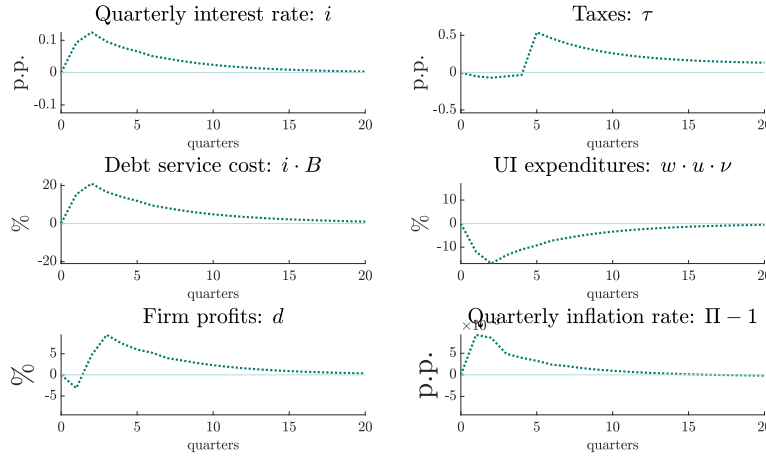 Quarterly interest rate: i
p.p.
0.1
0
-0.1
0 5 10 15 20
quarters
Taxes: τ
p.p.
0.5
0
-0.5
0 5 10 15 20
quarters
Debt service cost: i · B
%
20
0
-20
0 5 10 15 20
quarters
UI expenditures: w · u · ν
%
10
0
-10
0 5 10 15 20
quarters
Firm profits: d
%
5
0
-5
0 5 10 15 20
quarters
Quarterly inflation rate: Π − 1
p.p.
5
0
-5
0 5 10 15 20
quarters